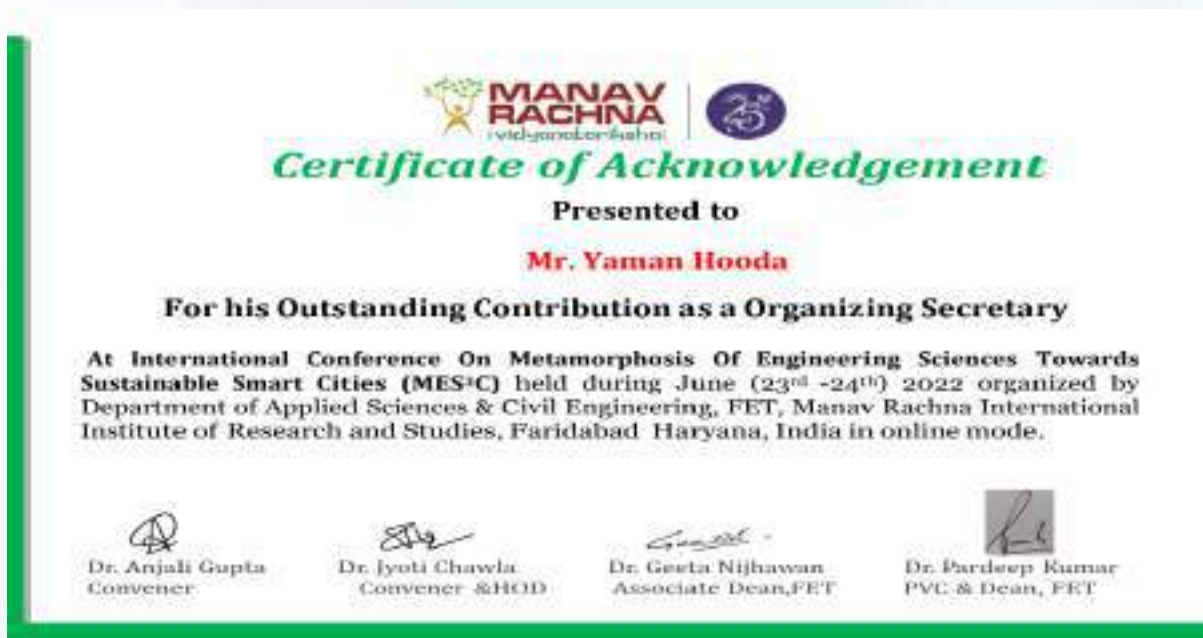 MANAV
RACHNA
vidyanatariksha
25
Certificate of Acknowledgement
Presented to
Mr. Yaman Hooda
For his Outstanding Contribution as a Organizing Secretary
At International Conference On Metamorphosis Of Engineering Sciences Towards
Sustainable Smart Cities (MES³C) held during June (23rd -24th) 2022 organized by
Department of Applied Sciences & Civil Engineering, FET, Manav Rachna International
Institute of Research and Studies, Faridabad Haryana, India in online mode.
Dr. Anjali Gupta
Convener
Dr. Jyoti Chawla
Convener &HOD
Dr. Geeta Nijhawan
Associate Dean,FET
Dr. Pardeep Kumar
PVC & Dean, FET